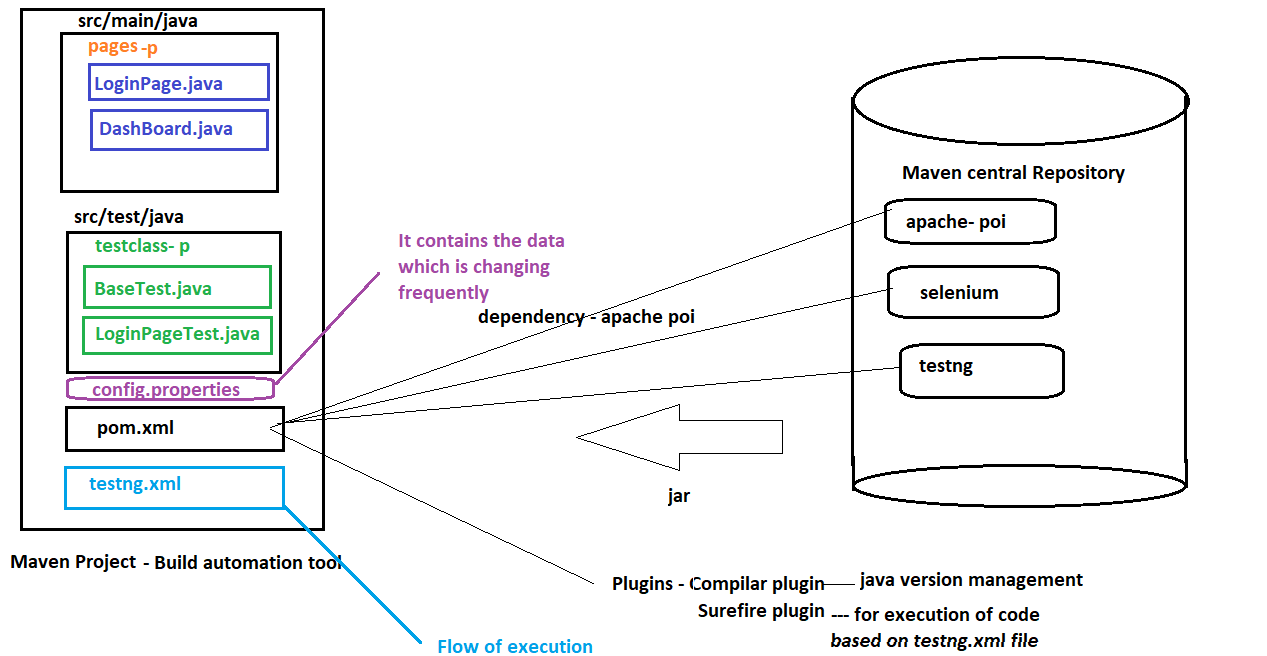 src/main/java
pages -p
LoginPage.java
DashBoard.java
src/test/java
testclass- p
BaseTest.java
LoginPageTest.java
config.properties
pom.xml
testng.xml
Maven Project - Build automation tool
It contains the data
which is changing
frequently
dependency - apache poi
jar
Maven central Repository
apache- poi
selenium
testng
Plugins - Compilar plugin
java version management
Surefire plugin
--- for execution of code
based on testng.xml file
Flow of execution